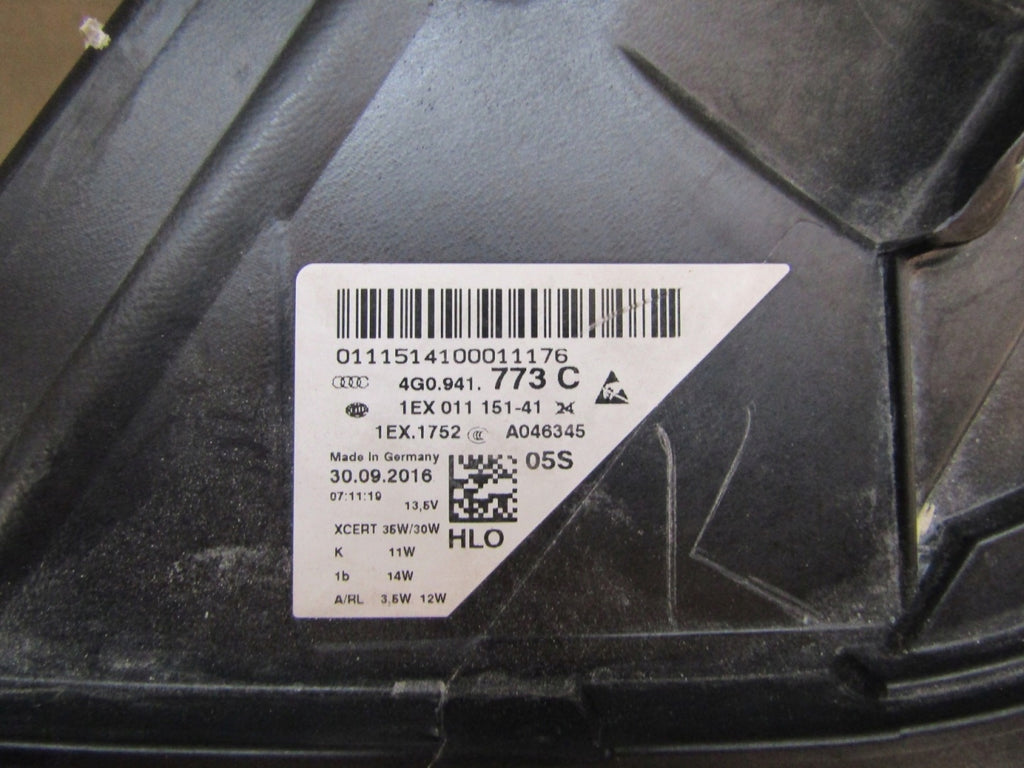 0111514100011176
4G0.941. 773 C
1EX 011 151-41 24
1EX.1752 A046345
Made in Germany
05S
30.09.2016
07:11:19
13,5V
XCERT 35W/30W
HLO
K 11W
1b 14W
A/RL 3.5W 12W